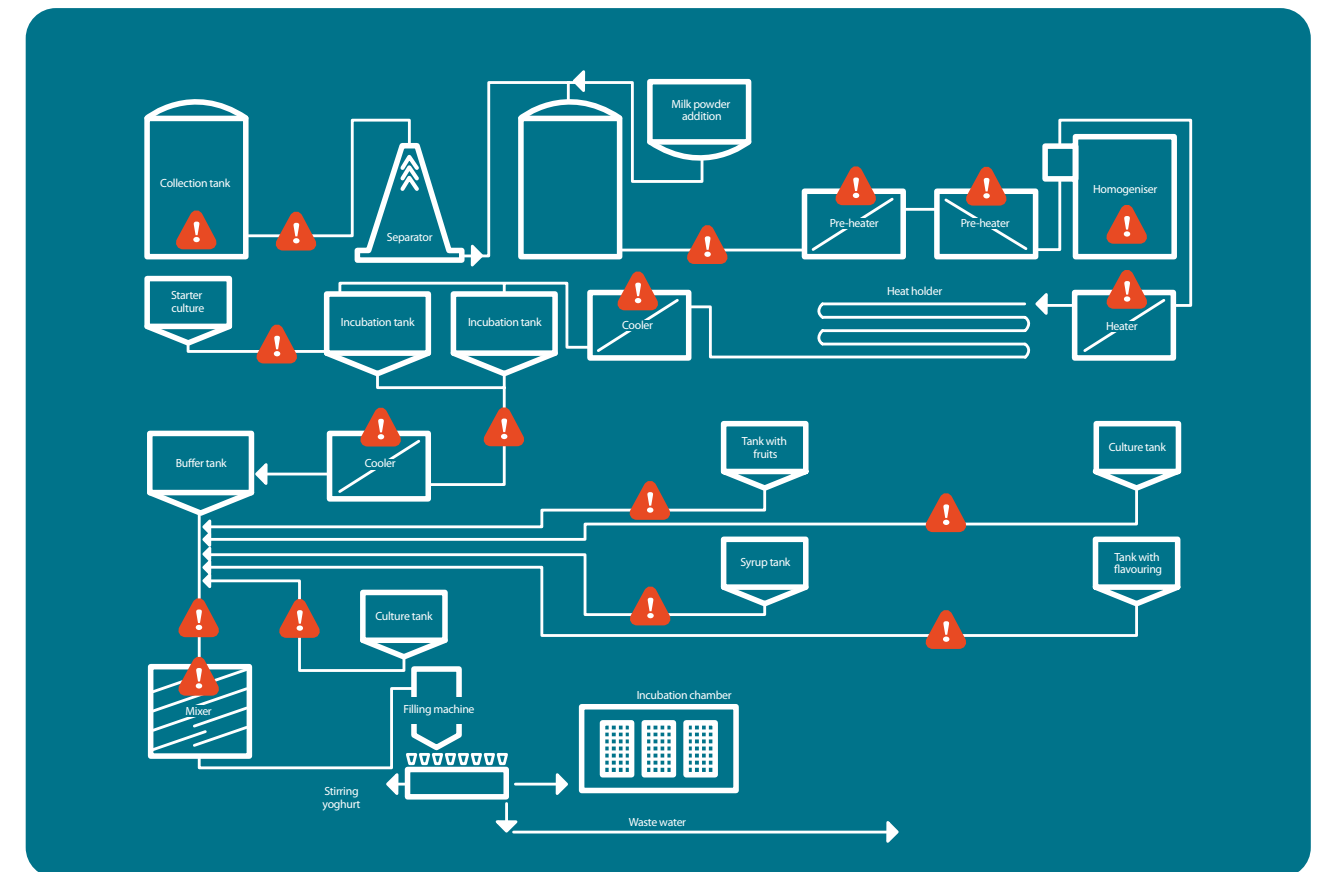 Milk powder
addition
Collection tank
Separator
Pre-heater
Pre-heater
Homogeniser
Starter
culture
Incubation tank
Incubation tank
Cooler
Heat holder
Heater
Buffer tank
Cooler
Tank with
fruits
Culture tank
Syrup tank
Tank with
flavouring
Culture tank
Mixer
Filling machine
Incubation chamber
Stirring
yoghurt
Waste water